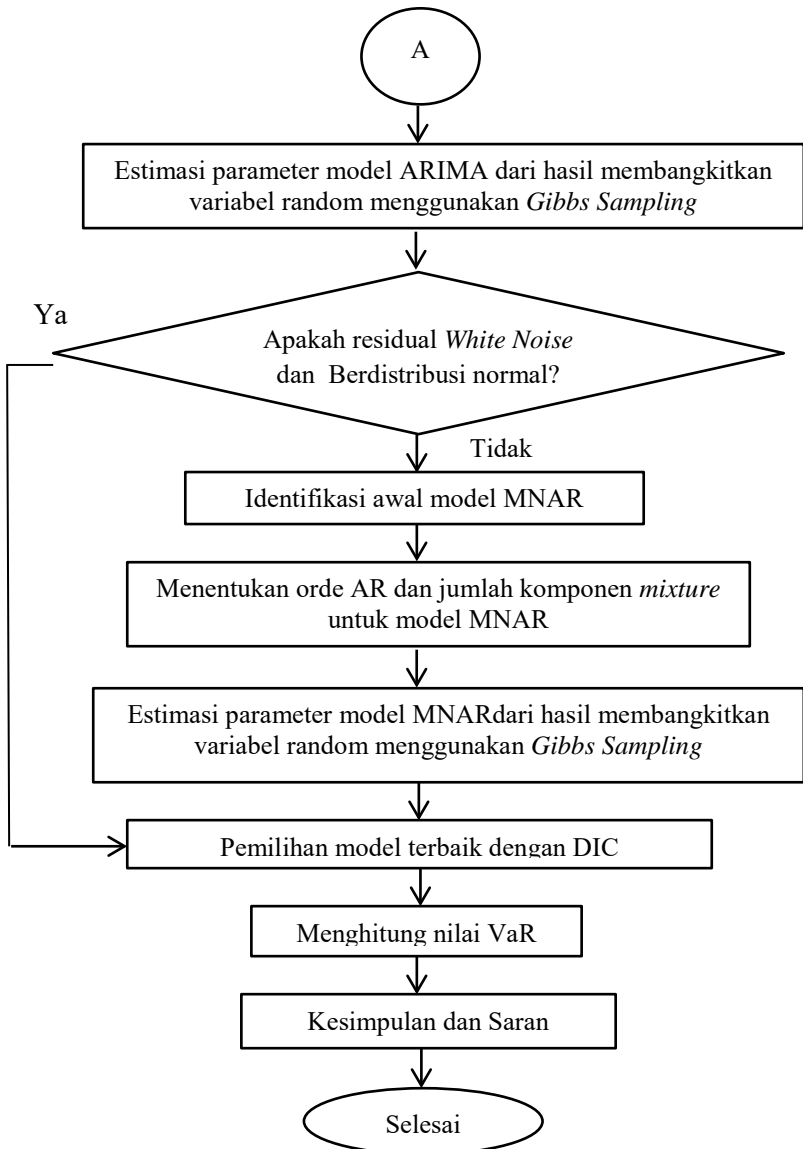 A
Estimasi parameter model ARIMA dari hasil membangkitkan
variabel random menggunakan Gibbs Sampling
Ya
Apakah residual White Noise
dan Berdistribusi normal?
Tidak
Identifikasi awal model MNAR
Menentukan orde AR dan jumlah komponen mixture
untuk model MNAR
Estimasi parameter model MNARdari hasil membangkitkan
variabel random menggunakan Gibbs Sampling
Pemilihan model terbaik dengan DIC
Menghitung nilai VaR
Kesimpulan dan Saran
Selesai